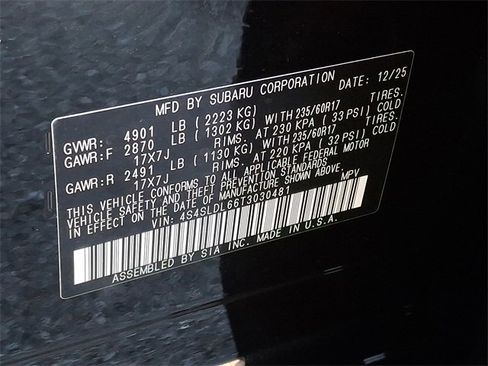 MFD BY SUBARU CORPORATION DATE: 12/25
GVWR: 4901 LB (2223 KG)
GAWR:F 2870 LB (1302 KG) WITH 235/60R17 TIRES.
17X7J RIMS. AT 230 KPA (33 PSI) COLD
GAWR:R 2491 LB (1130 KG) WITH 235/60R17 TIRES.
17X7J RIMS. AT 220 KPA (32 PSI) COLD
THIS VEHICLE CONFORMS TO ALL APPLICABLE FEDERAL MOTOR
VEHICLE SAFETY AND THEFT PREVENTION STANDARDS
IN EFFECT ON THE DATE OF MANUFACTURE SHOWN ABOVE.
VIN: 4S4SLDL66T3030481 MPV
ASSEMBLED BY SIA INC. MADE IN U.S.A.